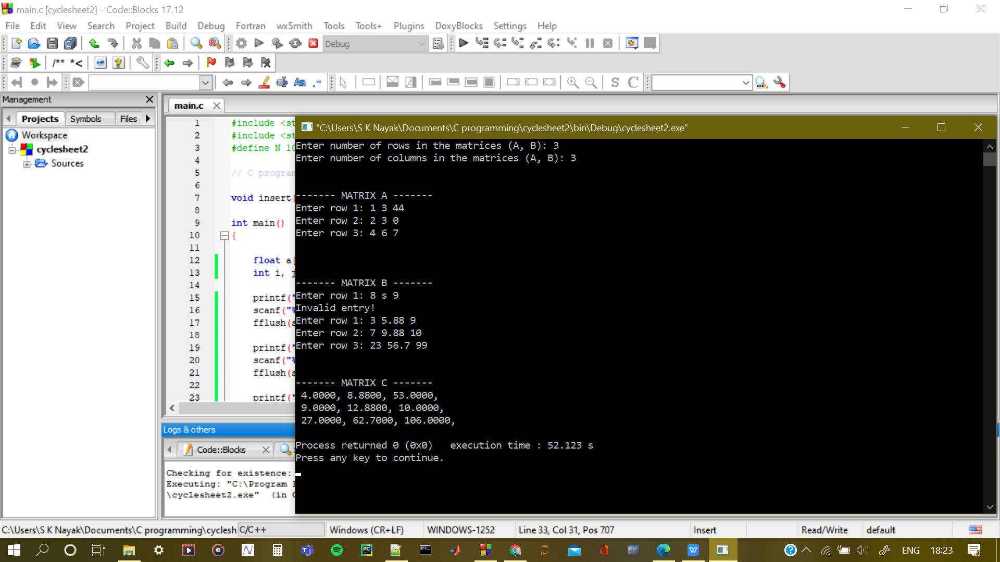 main.c [cyclesheet2] - Code::Blocks 17.12
File Edit View Search Project Build Debug Fortran wxSmith Tools Tools+ Plugins DoxyBlocks Settings Help
Debug
/** *<
S C
Management
Projects Symbols Files
Workspace
cyclesheet2
Sources
main.c
1 #include
2 #include
3 #define N
4
5 // C
6
7 void insert
8
9 int main()
10 {
11
12 float a
13 int i,
14
15 printf("
16 scanf("
17 fflush(
18
19 printf("
20 scanf("
21 fflush(
22
23 printf("
"C:\Users\S K Nayak\Documents\C programming\cyclesheet2\bin\Debug\cyclesheet2.exe"
Enter number of rows in the matrices (A, B): 3
Enter number of columns in the matrices (A, B): 3
------- MATRIX A -------
Enter row 1: 1 3 44
Enter row 2: 2 3 0
Enter row 3: 4 6 7
------- MATRIX B -------
Enter row 1: 8 s 9
Invalid entry!
Enter row 1: 3 5.88 9
Enter row 2: 7 9.88 10
Enter row 3: 23 56.7 99
------- MATRIX C -------
4.0000, 8.8800, 53.0000,
9.0000, 12.8800, 10.0000,
27.0000, 62.7000, 106.0000,
Process returned 0 (0x0) execution time : 52.123 s
Press any key to continue.
Logs & others
Code::Blocks
Checking for existence:
Executing: "C:\Program
\cyclesheet2.exe" (in
C:\Users\S K Nayak\Documents\C programming\cyclesh C/C++ Windows (CR+LF) WINDOWS-1252 Line 33, Col 31, Pos 707 Insert Read/Write default
ENG 18:23